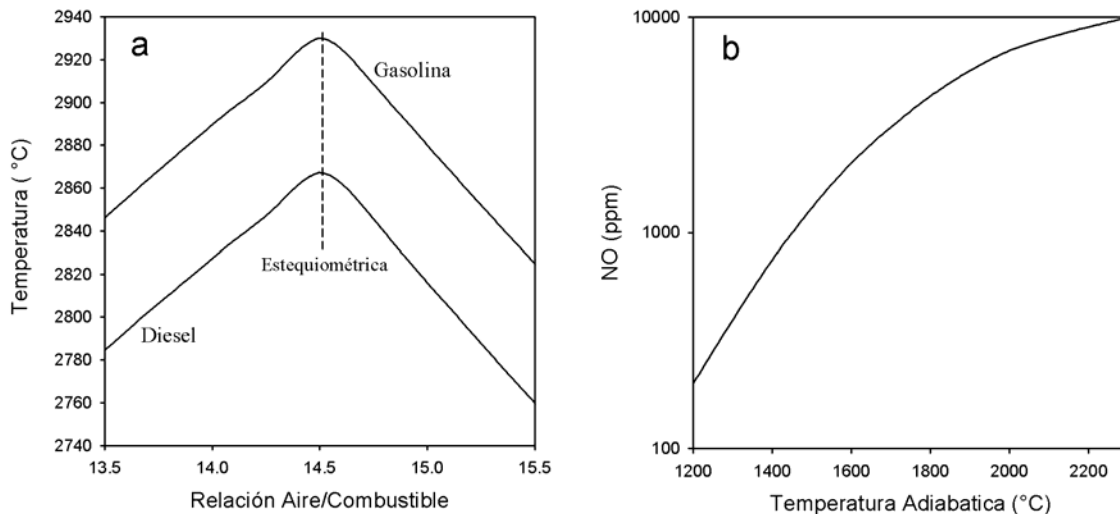 a
2940
2920
2900
2880
2860
2840
2820
2800
2780
2760
2740
Temperatura ( °C)
Gasolina
Estequiométrica
Diesel
13.5 14.0 14.5 15.0 15.5
Relación Aire/Combustible
b
10000
1000
100
NO (ppm)
1200 1400 1600 1800 2000 2200
Temperatura Adiabatica (°C)